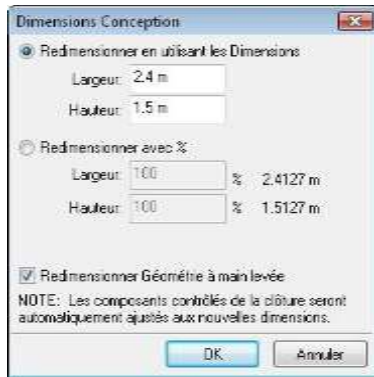 Dimensions Conception
Redimensionner en utilisant les Dimensions
Largeur: 2.4 m
Hauteur: 1.5 m
Redimensionner avec %
Largeur: 100 % 2.4127 m
Hauteur: 100 % 1.5127 m
Redimensionner Géométrie à main levée
NOTE: Les composants contrôlés de la clôture seront
automatiquement ajustés aux nouvelles dimensions.
OK Annuler